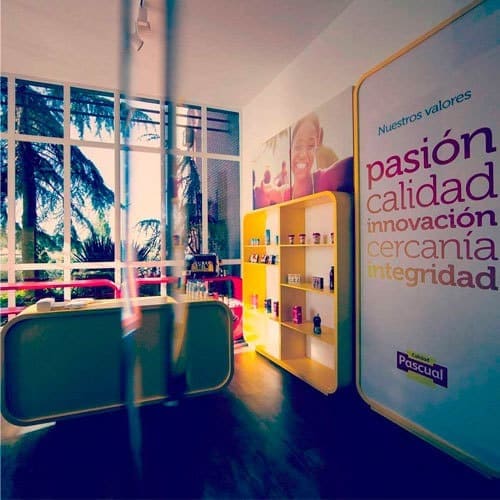 Nuestros valores
pasión
calidad
innovación
cercanía
integridad
Calidad
Pascual